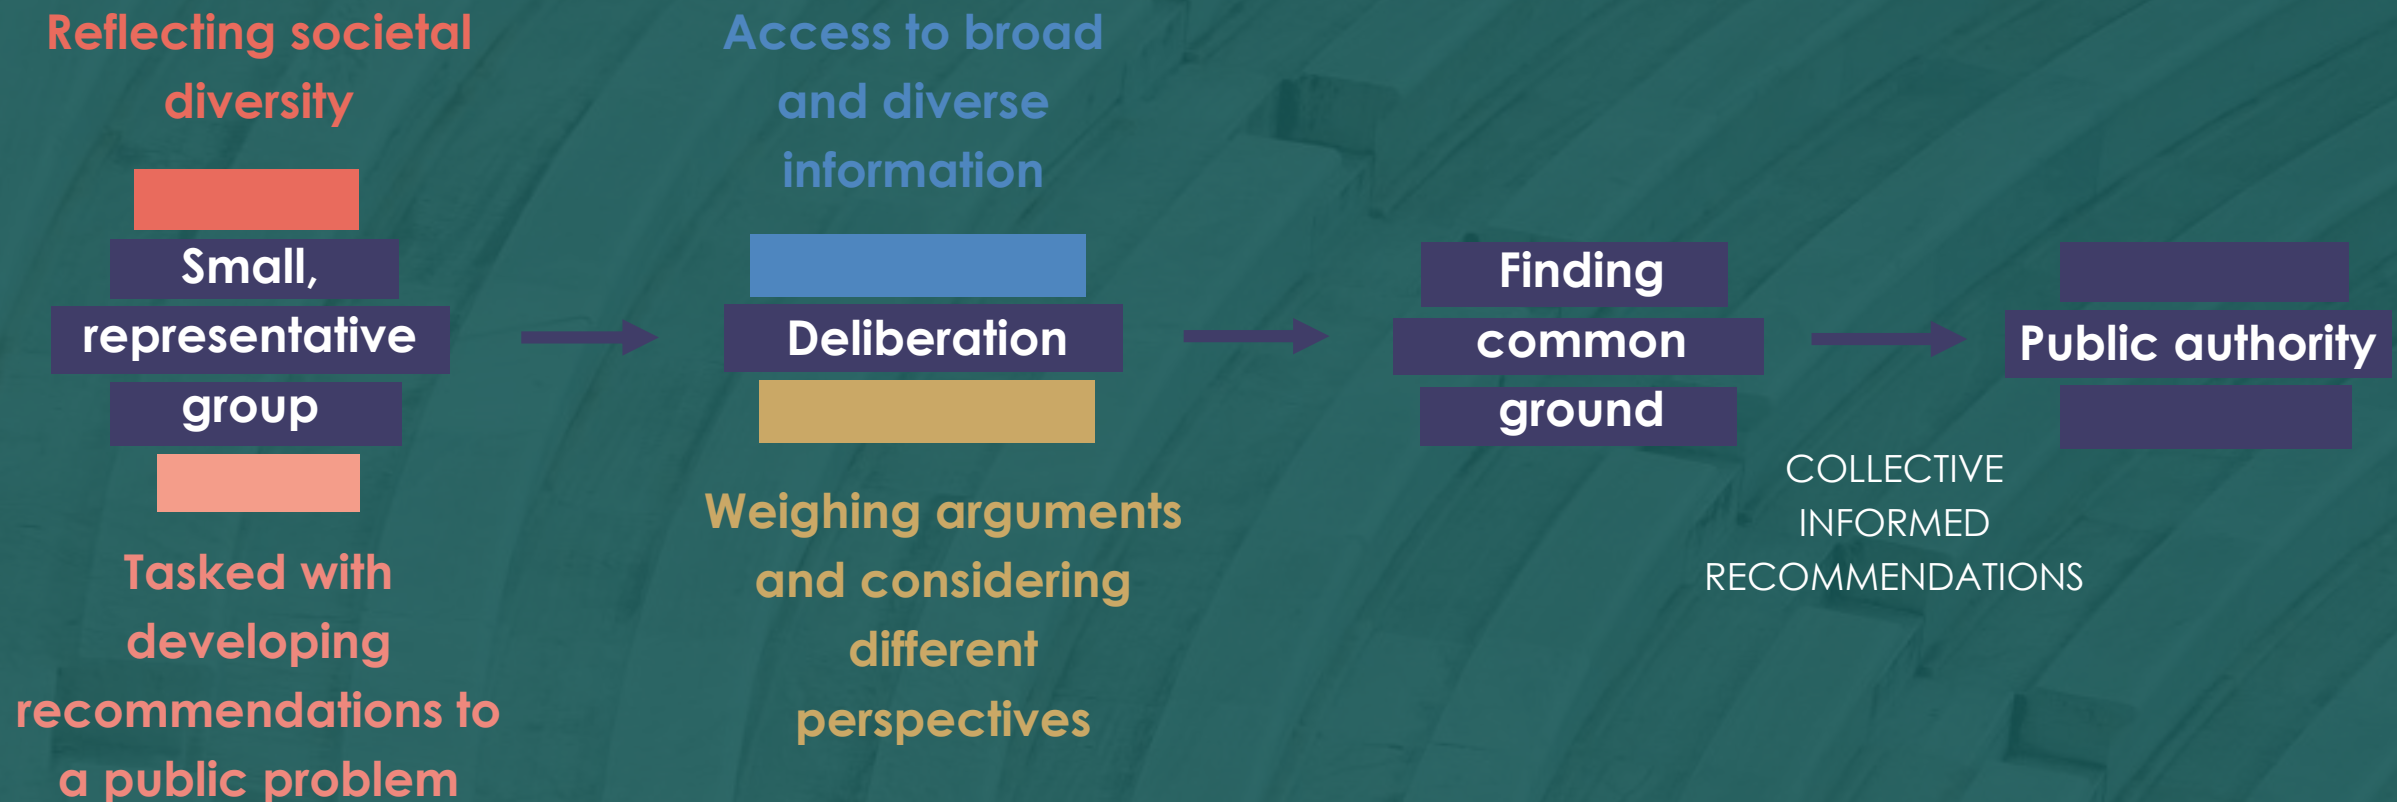 Reflecting societal
diversity
Small,
representative
group
Tasked with
developing
recommendations to
a public problem
Access to broad
and diverse
information
Deliberation
Weighing arguments
and considering
different
perspectives
Finding
common
ground
COLLECTIVE
INFORMED
RECOMMENDATIONS
Public authority